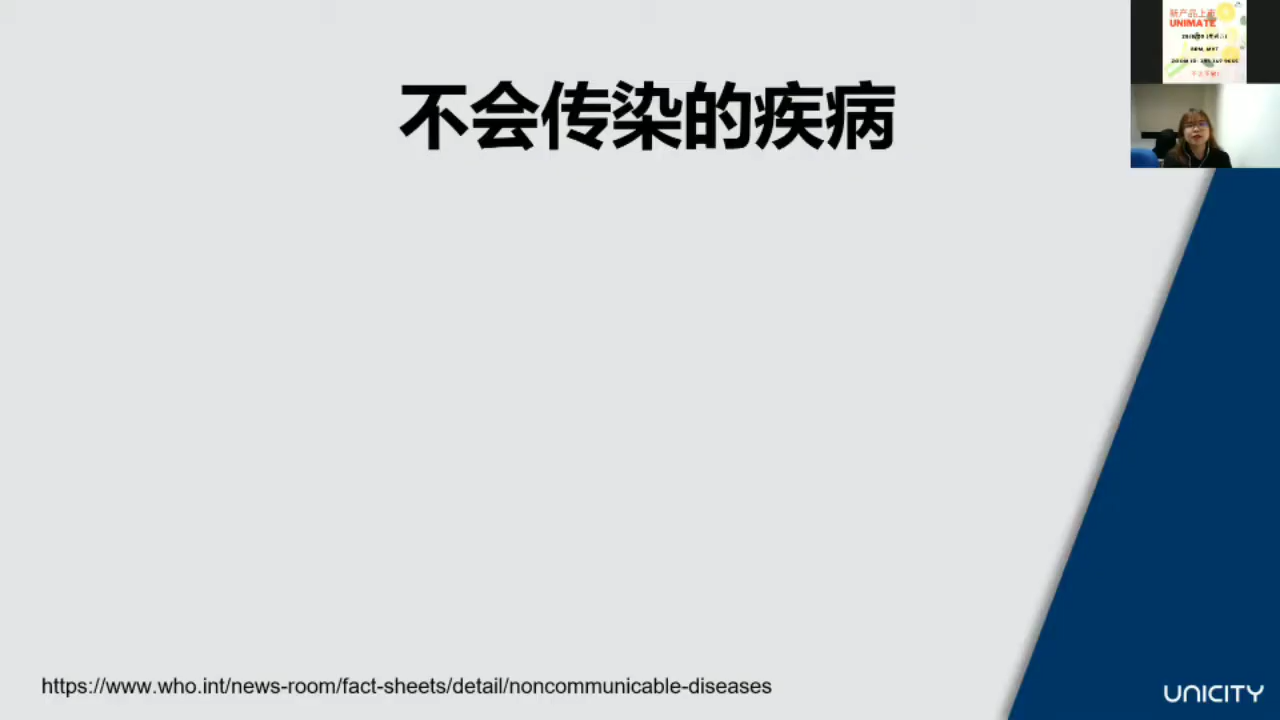 不会传染的疾病
新产品上市
UNIMATE
https://www.who.int/news-room/fact-sheets/detail/noncommunicable-diseases
UNICITY